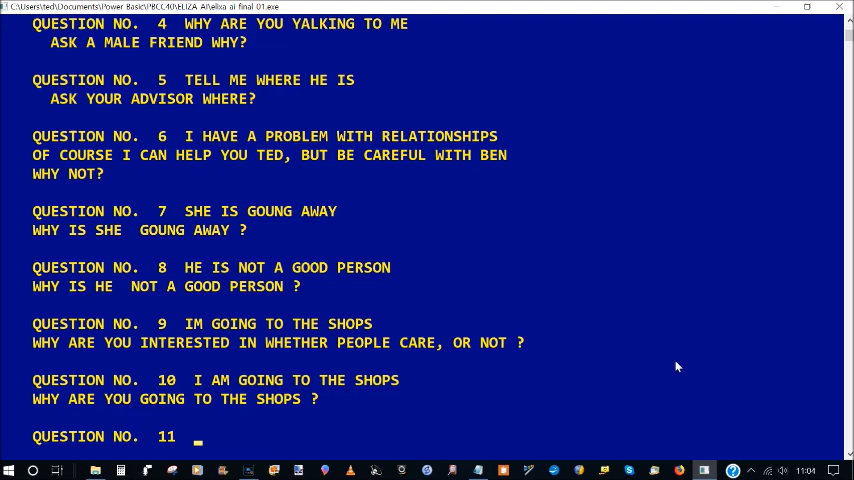 C:\Users\ted\Documents\Power Basic\PBCC40\ELIZA AI\elixa ai final 01.exe
QUESTION NO. 4 WHY ARE YOU YALKING TO ME
ASK A MALE FRIEND WHY?
QUESTION NO. 5 TELL ME WHERE HE IS
ASK YOUR ADVISOR WHERE?
QUESTION NO. 6 I HAVE A PROBLEM WITH RELATIONSHIPS
OF COURSE I CAN HELP YOU TED, BUT BE CAREFUL WITH BEN
WHY NOT?
QUESTION NO. 7 SHE IS GOUNG AWAY
WHY IS SHE GOUNG AWAY ?
QUESTION NO. 8 HE IS NOT A GOOD PERSON
WHY IS HE NOT A GOOD PERSON ?
QUESTION NO. 9 IM GOING TO THE SHOPS
WHY ARE YOU INTERESTED IN WHETHER PEOPLE CARE, OR NOT ?
QUESTION NO. 10 I AM GOING TO THE SHOPS
WHY ARE YOU GOING TO THE SHOPS ?
QUESTION NO. 11 _
11:04